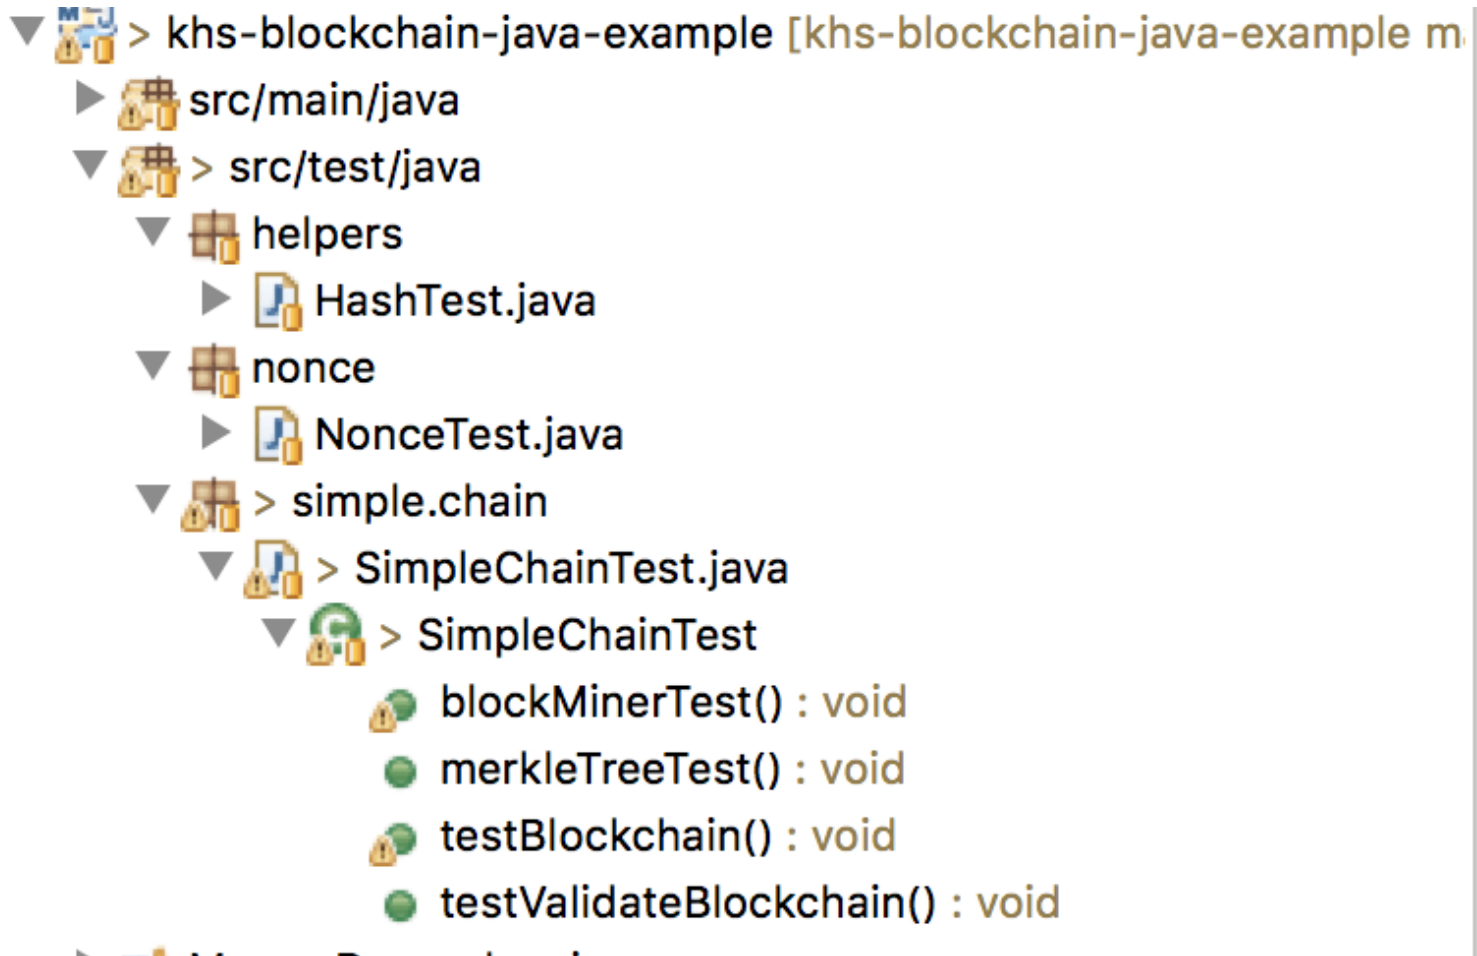 > khs-blockchain-java-example [khs-blockchain-java-example m
src/main/java
> src/test/java
helpers
HashTest.java
nonce
NonceTest.java
> simple.chain
> SimpleChainTest.java
> SimpleChainTest
blockMinerTest() : void
merkleTreeTest() : void
testBlockchain() : void
testValidateBlockchain() : void